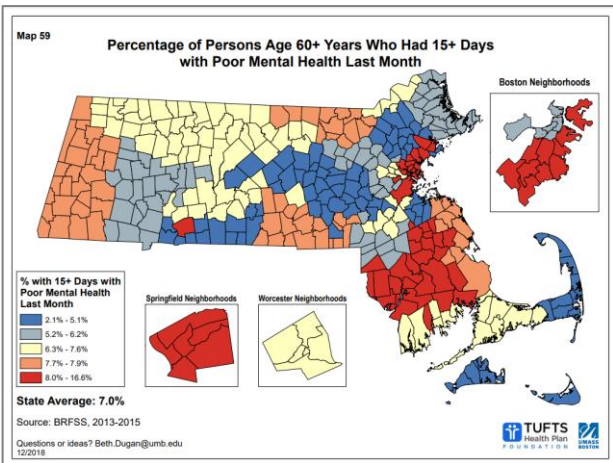 Map 59
Percentage of Persons Age 60+ Years Who Had 15+ Days
with Poor Mental Health Last Month
Boston Neighborhoods
% with 15+ Days with
Poor Mental Health
Last Month
2.1% - 5.1%
5.2% - 6.2%
6.3% - 7.6%
7.7% - 7.9%
8.0% - 16.6%
Springfield Neighborhoods
Worcester Neighborhoods
State Average: 7.0%
Source: BRFSS, 2013-2015
Questions or ideas? Beth.Dugan@umb.edu
12/2018
TUFTS
Health Plan
FOUNDATION
UMASS
BOSTON